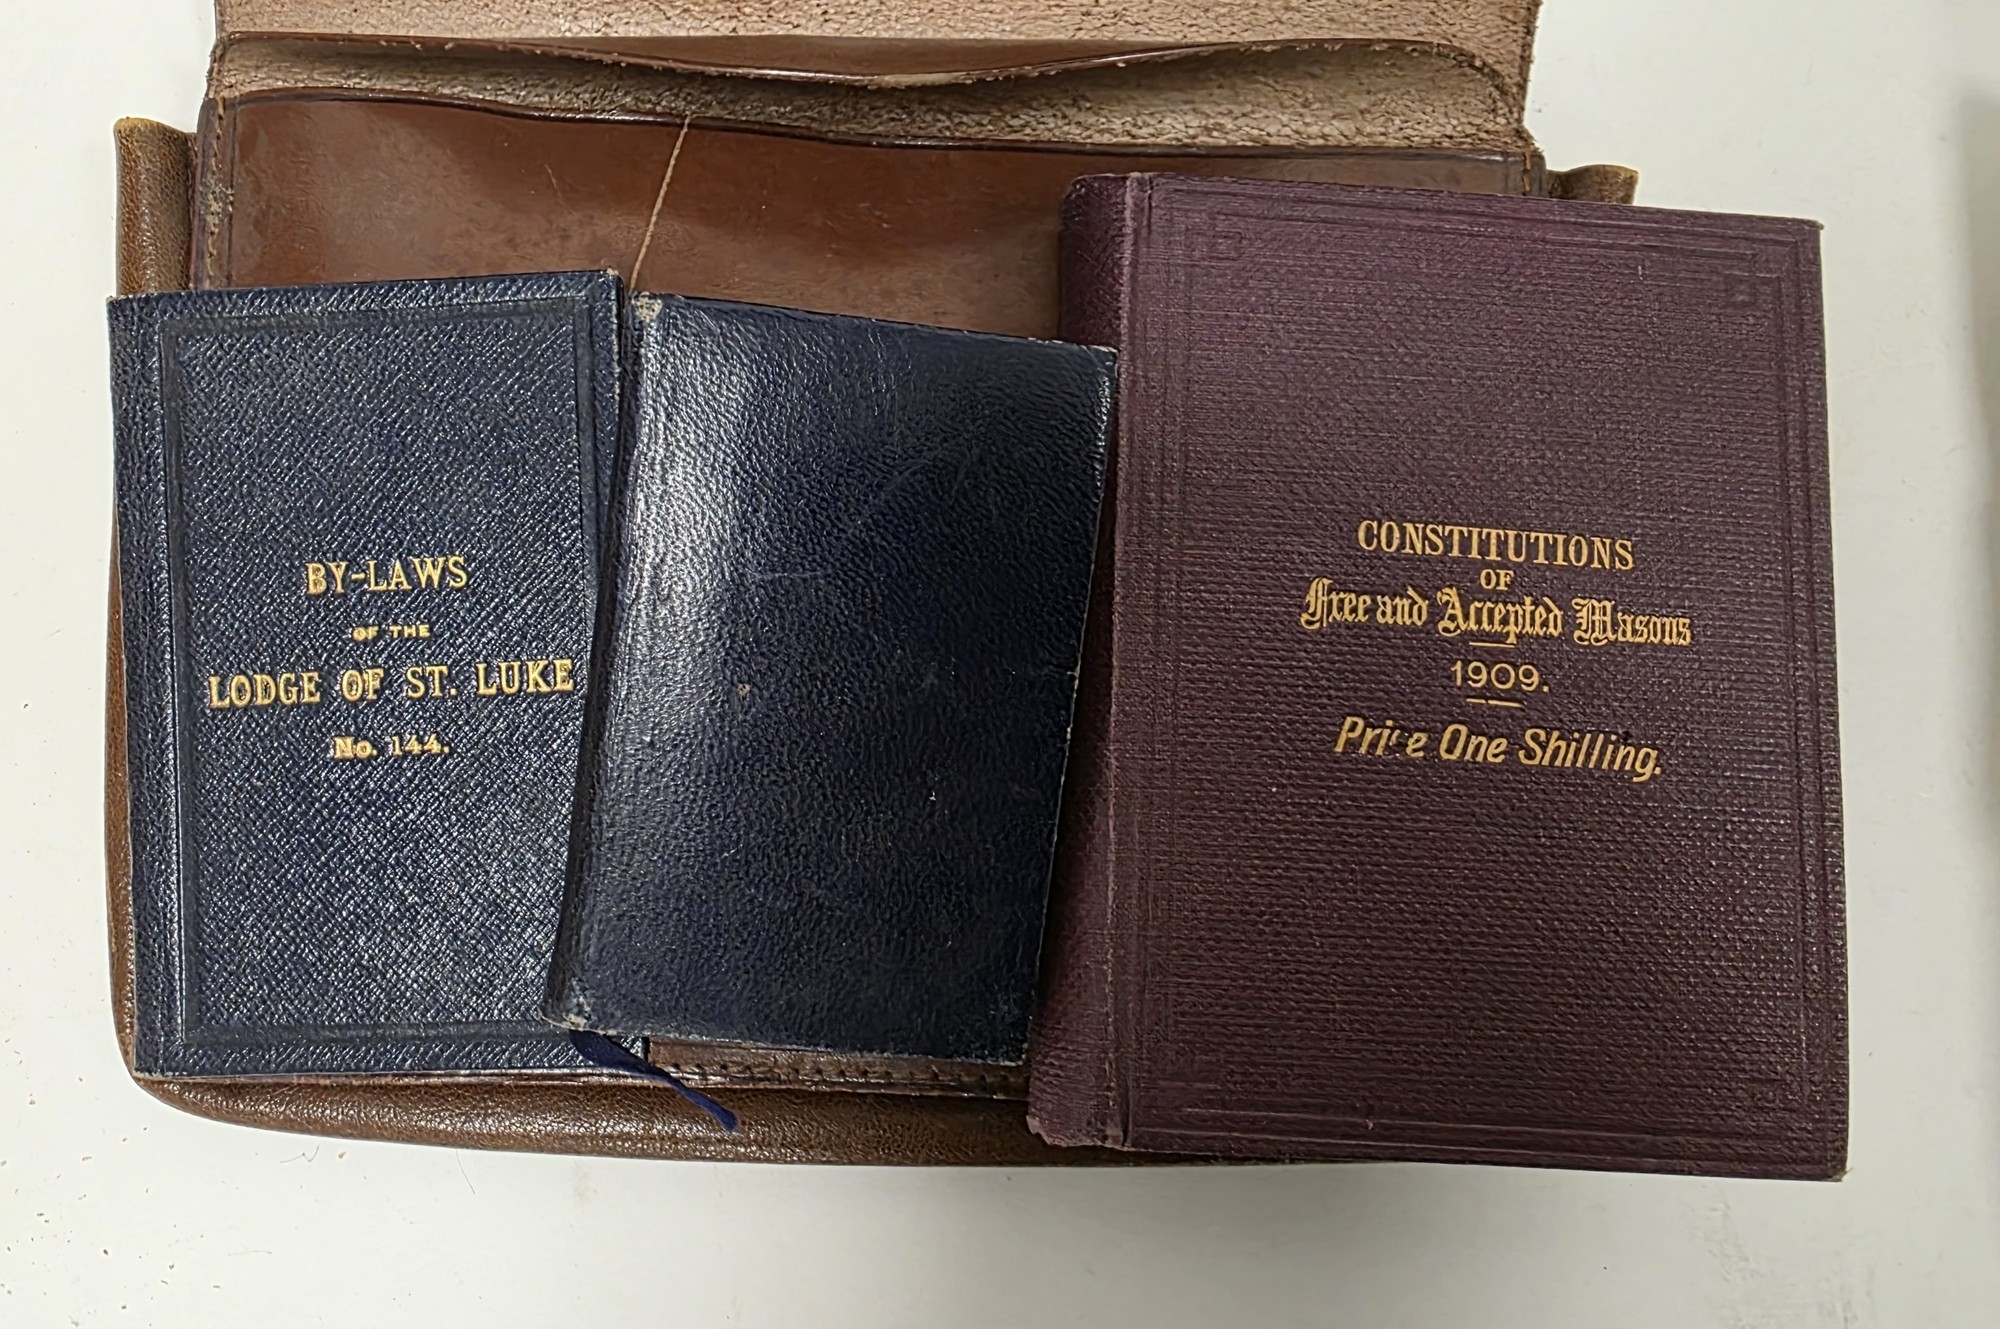 BY-LAWS
OF THE
LODGE OF ST. LUKE
No. 144.
CONSTITUTIONS
OF
Free and Accepted Masons
1909.
Price One Shilling.